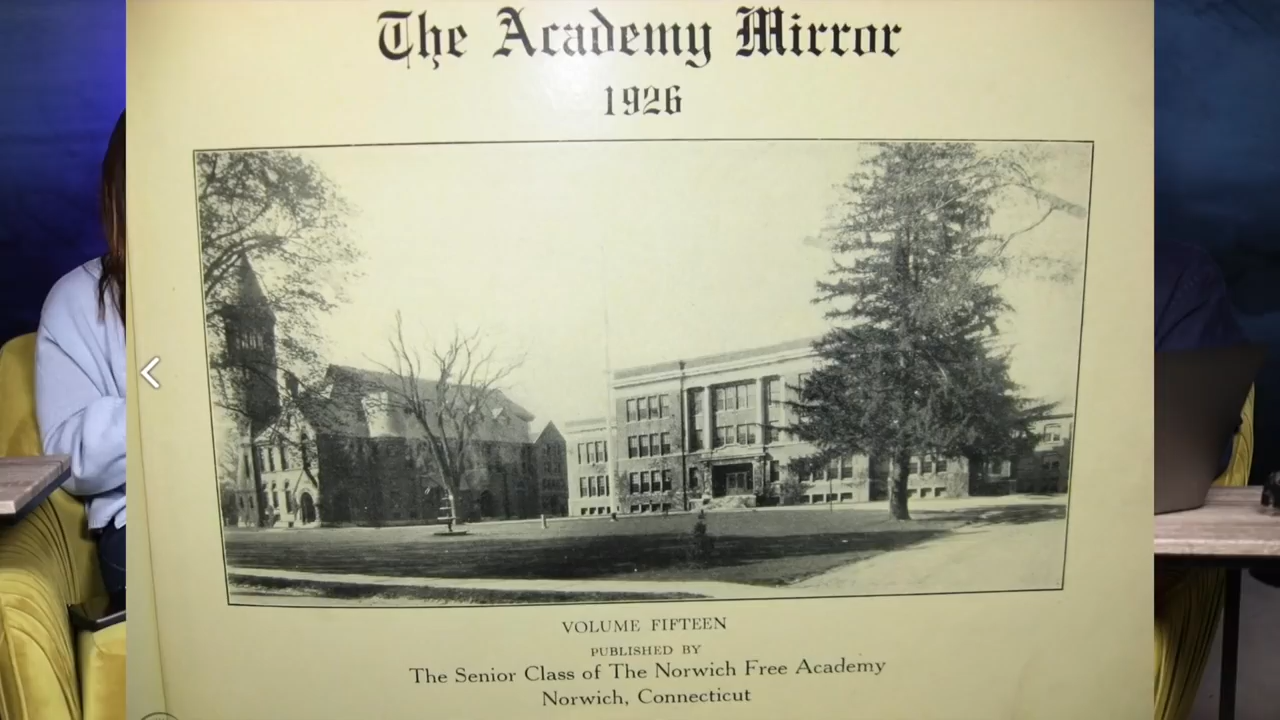 The Academy Mirror
1926
VOLUME FIFTEEN
PUBLISHED BY
The Senior Class of The Norwich Free Academy
Norwich, Connecticut